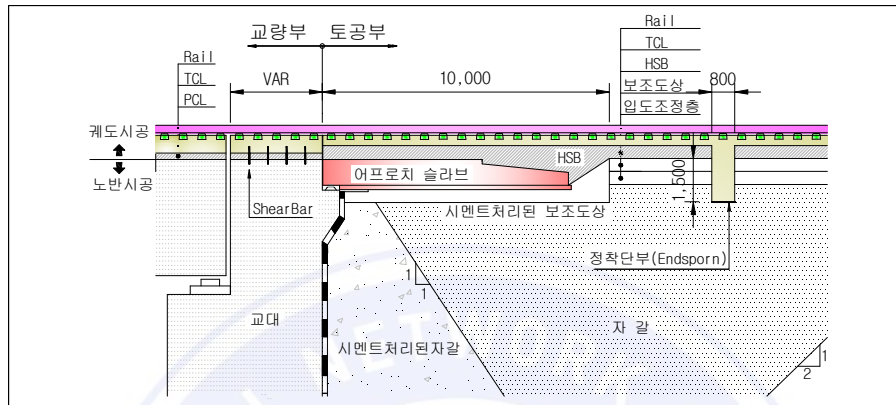 교량부
토공부
Rail
TCL
PCL
VAR
10,000
Rail
TCL
HSB
보조도상
입도조정층
800
궤도시공
노반시공
HSB
어프로치 슬라브
1,500
ShearBar
시멘트처리된 보조도상
정착단부(Endsporn)
1
1
교대
시멘트처리된자갈
자 갈
1
2